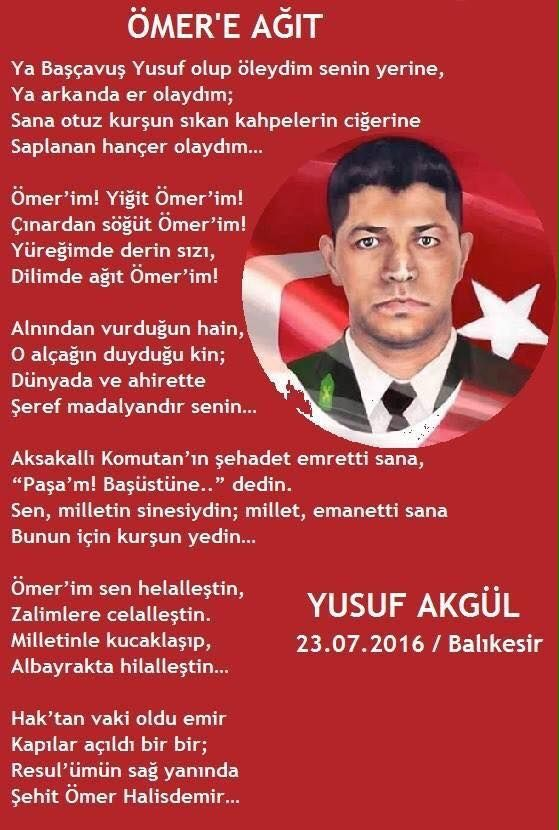 ÖMER'E AĞIT
Ya Başçavuş Yusuf olup öleydim senin yerine,
Ya arkanda er olaydım;
Sana otuz kurşun sıkan kahpelerin ciğerine
Saplanan hançer olaydım...
Ömer'im! Yiğit Ömer'im!
Çınardan söğüt Ömer'im!
Yüreğimde derin sızı,
Dilimde ağıt Ömer'im!
Alnından vurduğun hain,
O alçağın duyduğu kin;
Dünyada ve ahirette
Şeref madalyandır senin...
Aksakallı Komutan'ın şehadet emretti sana,
“Paşa'm! Başüstüne..” dedin.
Sen, milletin sinesiydin; millet, emanetti sana
Bunun için kurşun yedin...
Ömer'im sen helalleştin,
Zalimlere celalleştin.
Milletinle kucaklaşıp,
Albayrakta hilalleştin...
Hak'tan vaki oldu emir
Kapılar açıldı bir bir;
Resul'ümün sağ yanında
Şehit Ömer Halisdemir...
YUSUF AKGÜL
23.07.2016 / Balıkesir